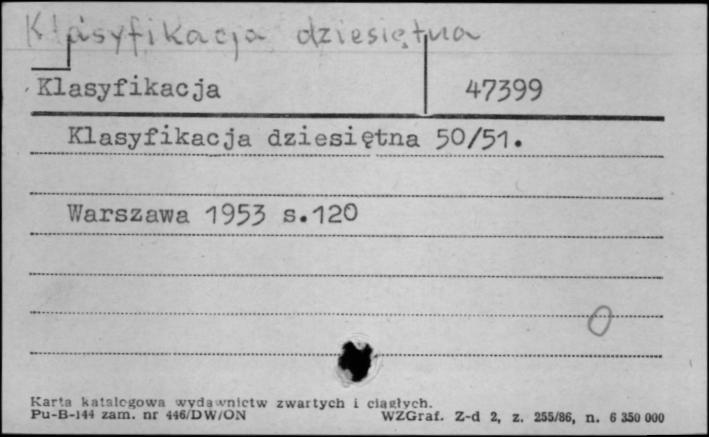 Klasyfikacja dziesiętna
Klasyfikacja 47399
Klasyfikacja dziesiętna 50/51.
Warszawa 1953 s.120
0
Karta katalogowa wydawnictw zwartych i ciągłych.
Pu-B-144 zam. nr 446/DW/ON WZGraf. Z-d 2, z. 255/86, n. 6 350 000